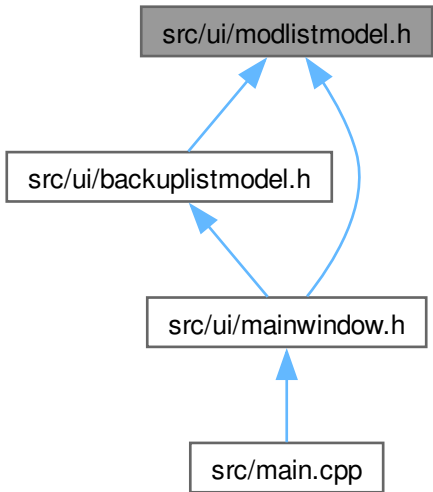 src/ui/modlistmodel.h
src/ui/backuplistmodel.h
src/ui/mainwindow.h
src/main.cpp